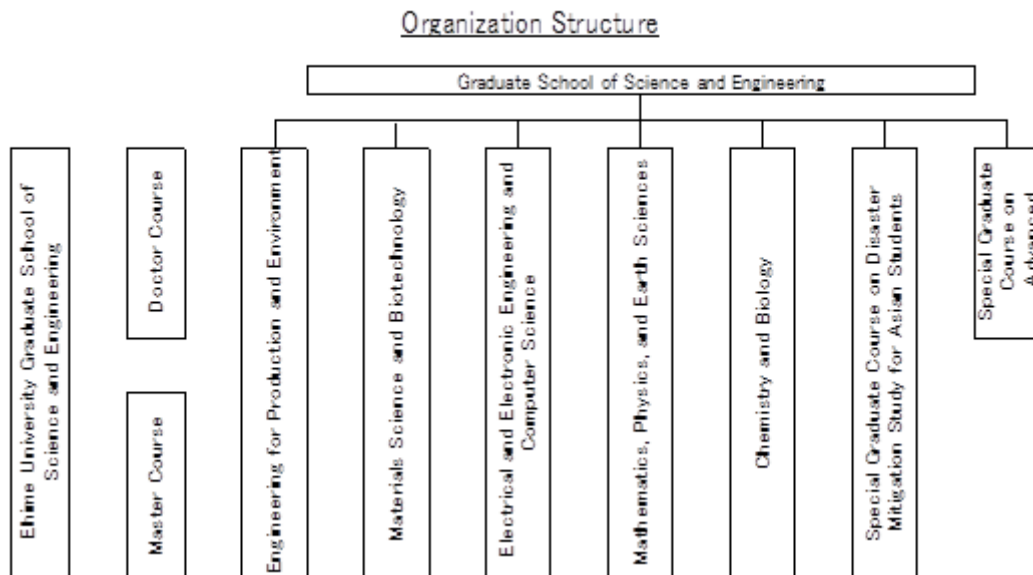 Organization Structure
Graduate School of Science and Engineering
Ehime University Graduate School of
Science and Engineering
Doctor Course
Master Course
Engineering for Production and Environment
Materials Science and Biotechnology
Electrical and Electronic Engineering and
Computer Science
Mathematics, Physics, and Earth Sciences
Chemistry and Biology
Special Graduate Course on Disaster
Mitigation Study for Asian Students
Special Graduate
Course on
Advanced